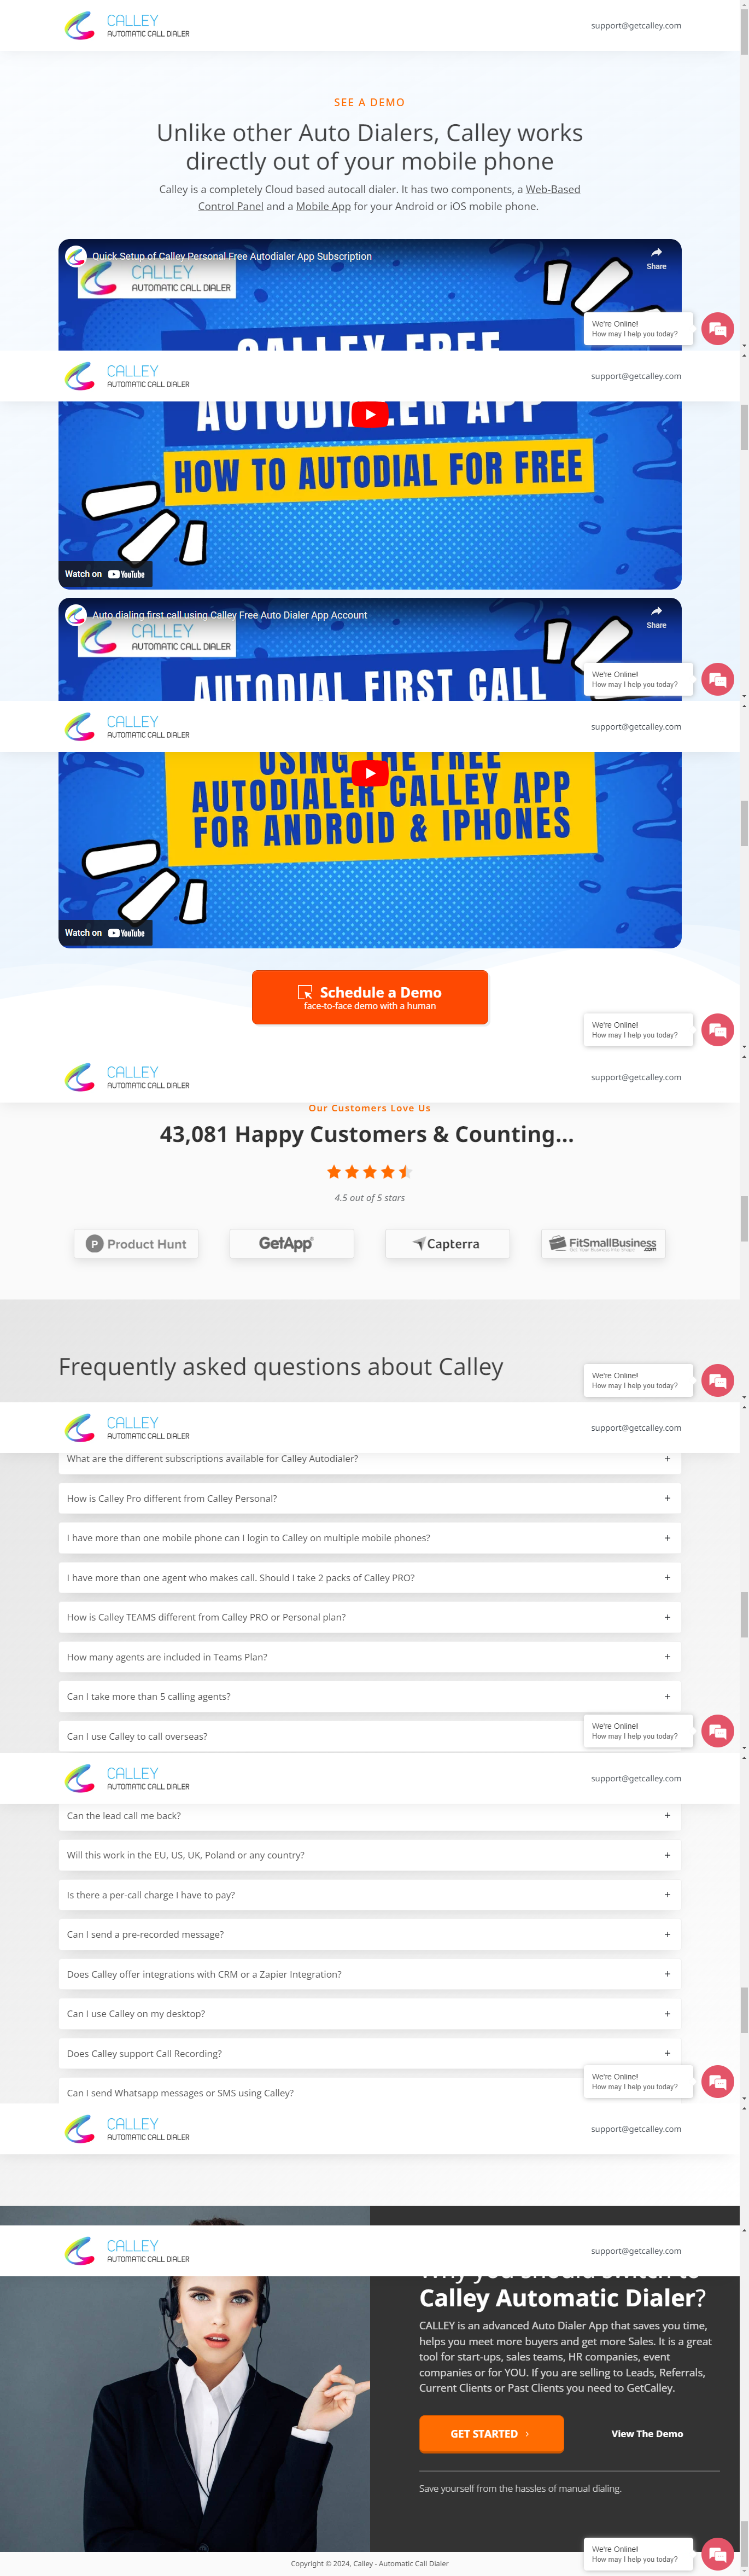 CALLEY
AUTOMATIC CALL DIALER
support@getcalley.com
SEE A DEMO
Unlike other Auto Dialers, Calley works
directly out of your mobile phone
Calley is a completely Cloud based autocall dialer. It has two components, a Web-Based
Control Panel and a Mobile App for your Android or iOS mobile phone.
Quick Setup of Calley Personal Free Autodialer App Subscription
Share
CALLEY
AUTOMATIC CALL DIALER
CALLEY FREE
We're Online!
How may I help you today?
CALLEY
AUTOMATIC CALL DIALER
support@getcalley.com
AUTODIALER APP
HOW TO AUTODIAL FOR FREE
Watch on YouTube
Auto dialing first call using Calley Free Auto Dialer App Account
Share
CALLEY
AUTOMATIC CALL DIALER
AUTODIAL FIRST CALL
We're Online!
How may I help you today?
CALLEY
AUTOMATIC CALL DIALER
support@getcalley.com
USING THE FREE
AUTODIALER CALLEY APP
FOR ANDROID & IPHONES
Watch on YouTube
Schedule a Demo
face-to-face demo with a human
We're Online!
How may I help you today?
CALLEY
AUTOMATIC CALL DIALER
support@getcalley.com
Our Customers Love Us
43,081 Happy Customers & Counting...
4.5 out of 5 stars
P Product Hunt
GetApp
Capterra
FitSmallBusiness
.com
Frequently asked questions about Calley
We're Online!
How may I help you today?
CALLEY
AUTOMATIC CALL DIALER
support@getcalley.com
What are the different subscriptions available for Calley Autodialer? +
How is Calley Pro different from Calley Personal? +
I have more than one mobile phone can I login to Calley on multiple mobile phones? +
I have more than one agent who makes call. Should I take 2 packs of Calley PRO? +
How is Calley TEAMS different from Calley PRO or Personal plan? +
How many agents are included in Teams Plan? +
Can I take more than 5 calling agents? +
Can I use Calley to call overseas?
We're Online!
How may I help you today?
CALLEY
AUTOMATIC CALL DIALER
support@getcalley.com
Can the lead call me back? +
Will this work in the EU, US, UK, Poland or any country? +
Is there a per-call charge I have to pay? +
Can I send a pre-recorded message? +
Does Calley offer integrations with CRM or a Zapier Integration? +
Can I use Calley on my desktop? +
Does Calley support Call Recording? +
Can I send Whatsapp messages or SMS using Calley?
We're Online!
How may I help you today?
CALLEY
AUTOMATIC CALL DIALER
support@getcalley.com
CALLEY
AUTOMATIC CALL DIALER
support@getcalley.com
Why you should Switch to
Calley Automatic Dialer?
CALLEY is an advanced Auto Dialer App that saves you time,
helps you meet more buyers and get more Sales. It is a great
tool for start-ups, sales teams, HR companies, event
companies or for YOU. If you are selling to Leads, Referrals,
Current Clients or Past Clients you need to GetCalley.
GET STARTED
View The Demo
Save yourself from the hassles of manual dialing.
We're Online!
How may I help you today?
Copyright © 2024, Calley - Automatic Call Dialer